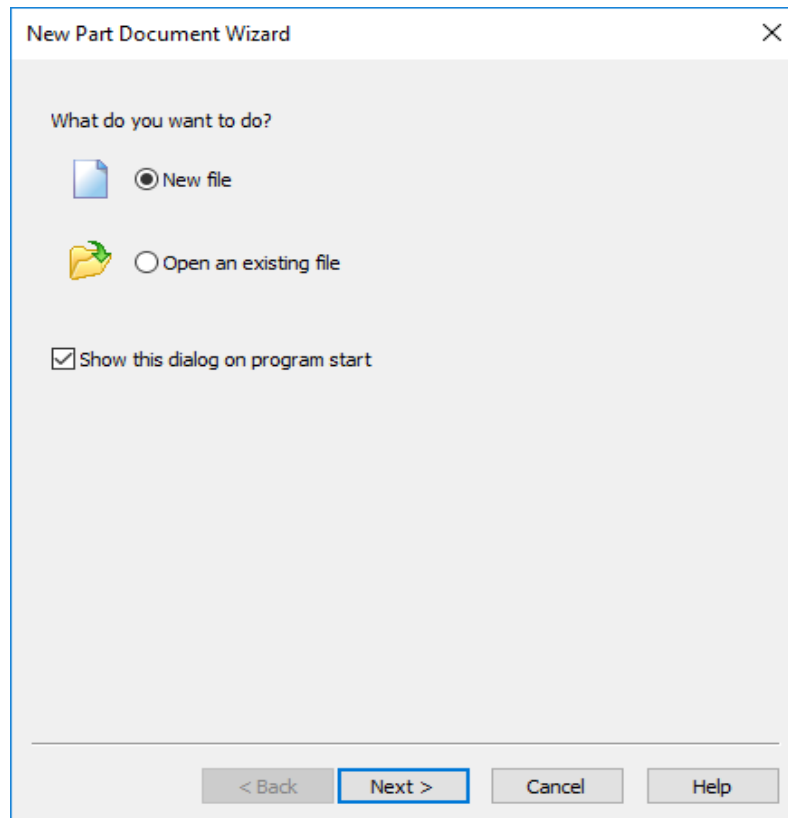 New Part Document Wizard
What do you want to do?
New file
Open an existing file
Show this dialog on program start
< Back Next > Cancel Help